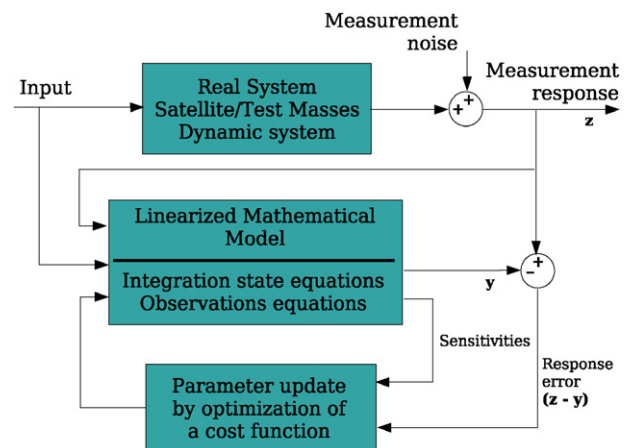 Measurement
noise
Input
Real System
Satellite/Test Masses
Dynamic system
+
+
Measurement
response
z
Linearized Mathematical
Model
Integration state equations
Observations equations
y
-
+
Sensitivities
Response
error
(z - y)
Parameter update
by optimization of
a cost function